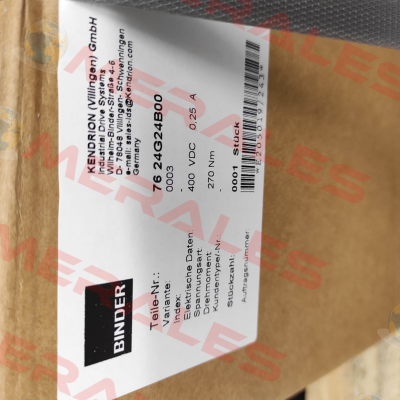 KENDRION (Villingen) GmbH
Industrial Drive Systems
Wilhelm-Binder-Straße 4-6
D- 78048 Villingen- Schwenningen
e-mail: sales-ids@Kendrion.com
Germany
BINDER
Teile-Nr.: 76 24G24B00
Variante: 0003
Index: .
Elektrische Daten 400 VDC 0,25 A
Spannungsart: -
Drehmoment: 270 Nm
Kundentype/-Nr.
Stückzahl: 0001 Stück
Auftragsnummer:
*E205019/243*
MERALES